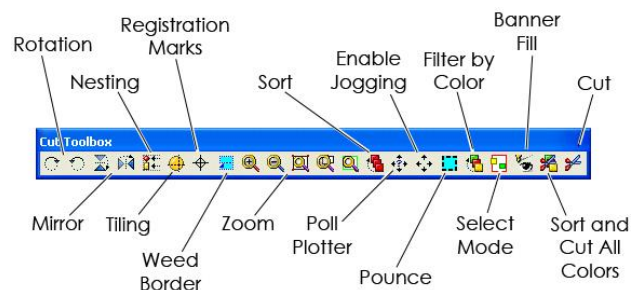 Registration
Marks
Rotation
Nesting
Sort
Enable
Jogging
Filter by
Color
Banner
Fill
Cut
Cut Toolbox
Mirror
Tiling
Weed
Border
Zoom
Poll
Plotter
Pounce
Select
Mode
Sort and
Cut All
Colors